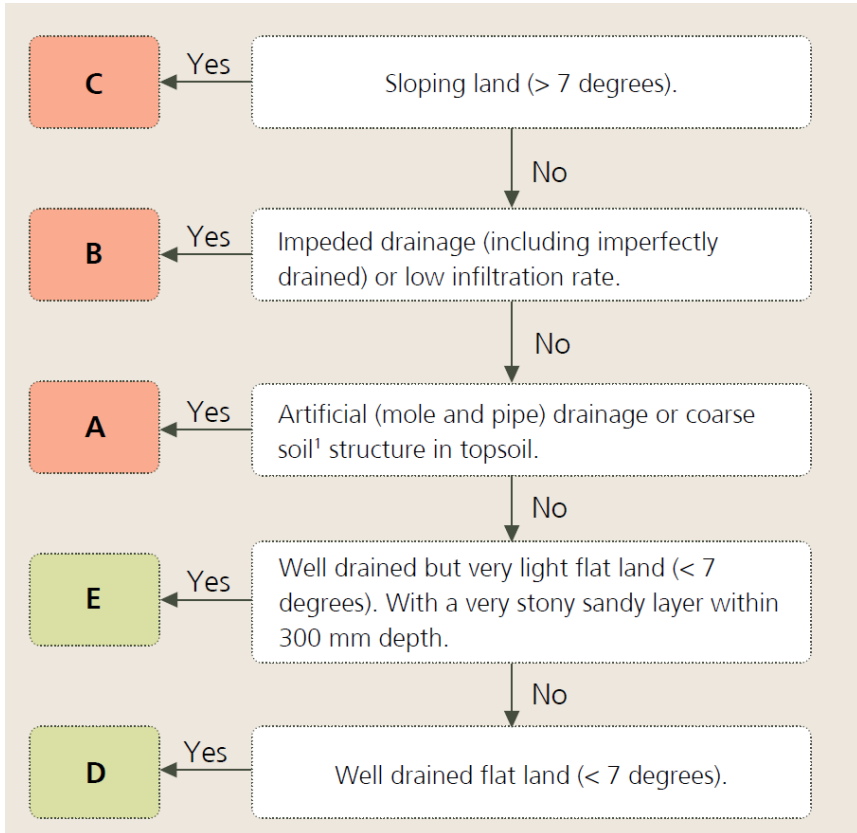 C
Yes
Sloping land (> 7 degrees).
No
B
Yes
Impeded drainage (including imperfectly
drained) or low infiltration rate.
No
A
Yes
Artificial (mole and pipe) drainage or coarse
soil¹ structure in topsoil.
No
E
Yes
Well drained but very light flat land (< 7
degrees). With a very stony sandy layer within
300 mm depth.
No
D
Yes
Well drained flat land (< 7 degrees).